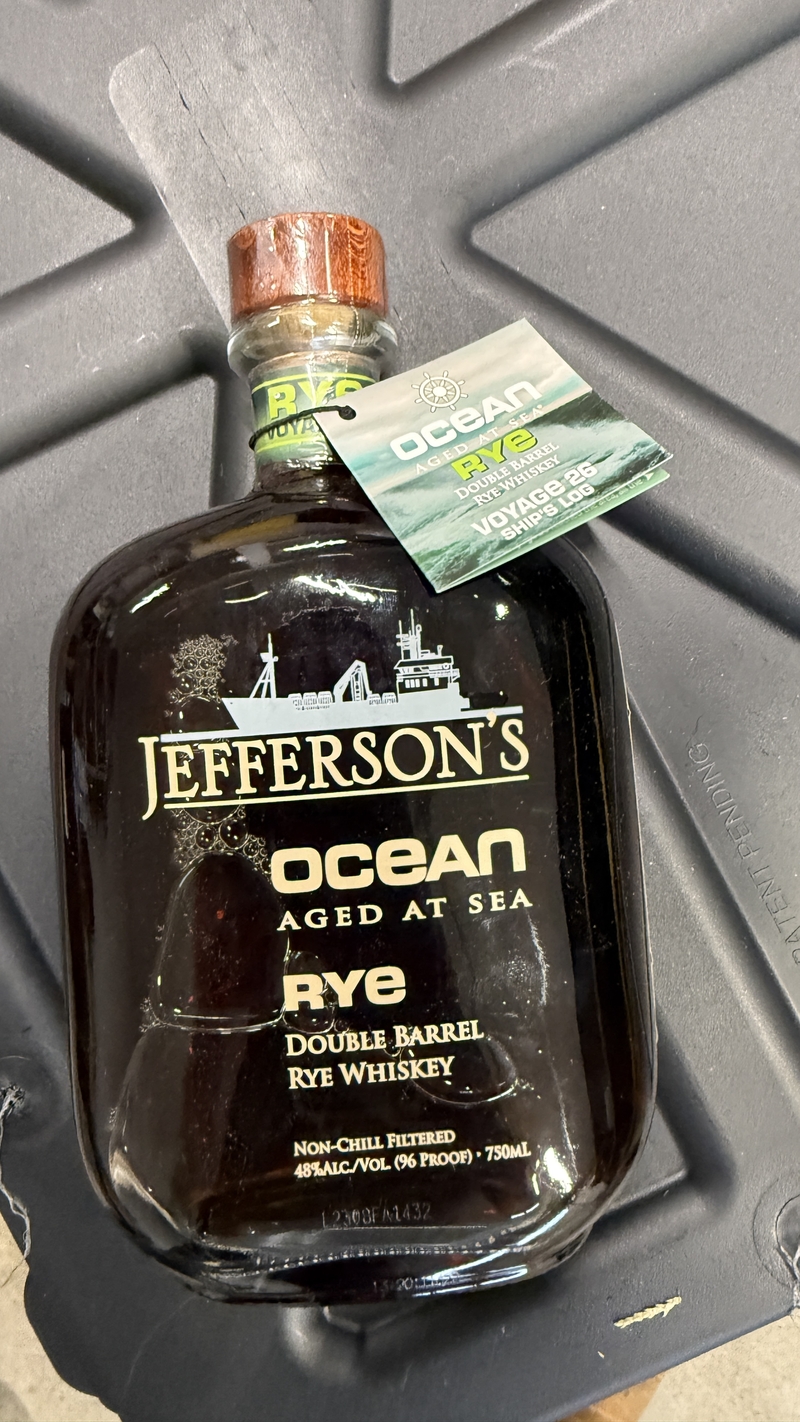 RYE
VOYA
OCEAN
AGED AT SEA®
RYE
DOUBLE BARREL
RYE WHISKEY
VOYAGE 26
SHIP'S LOG
JEFFERSON'S
OCEAN
AGED AT SEA
RYE
DOUBLE BARREL
RYE WHISKEY
NON-CHILL FILTERED
48%ALC./VOL. (96 PROOF) • 750ML
PATENT PENDING